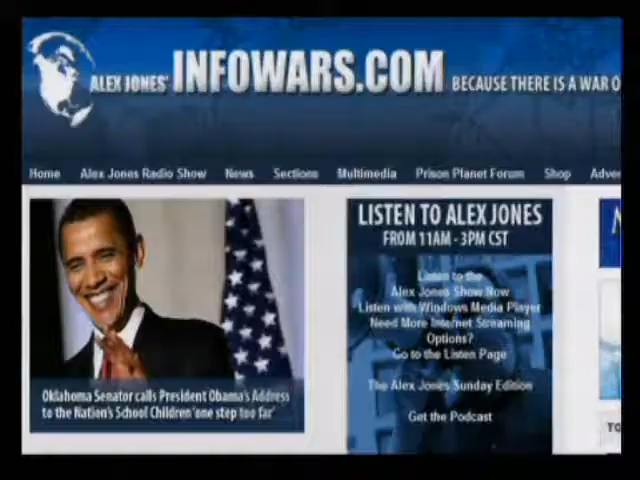 ALEX JONES' INFOWARS.COM BECAUSE THERE IS A WAR O
Home Alex Jones Radio Show News Sections Multimedia Prison Planet Forum Shop Adver
LISTEN TO ALEX JONES
FROM 11AM - 3PM CST
Listen to the
Alex Jones Show Now
Listen with Windows Media Player
Need More Internet Streaming
Options?
Go to the Listen Page
The Alex Jones Sunday Edition
Get the Podcast
Oklahoma Senator calls President Obama's Address
to the Nation's School Children 'one step too far'
TO